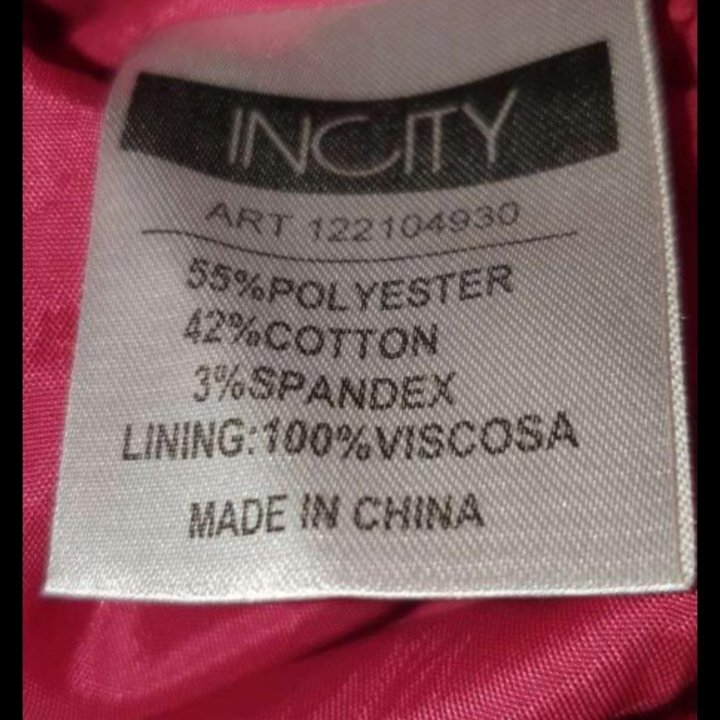 INCITY
ART 122104930
55%POLYESTER
42%COTTON
3%SPANDEX
LINING:100%VISCOSA
MADE IN CHINA